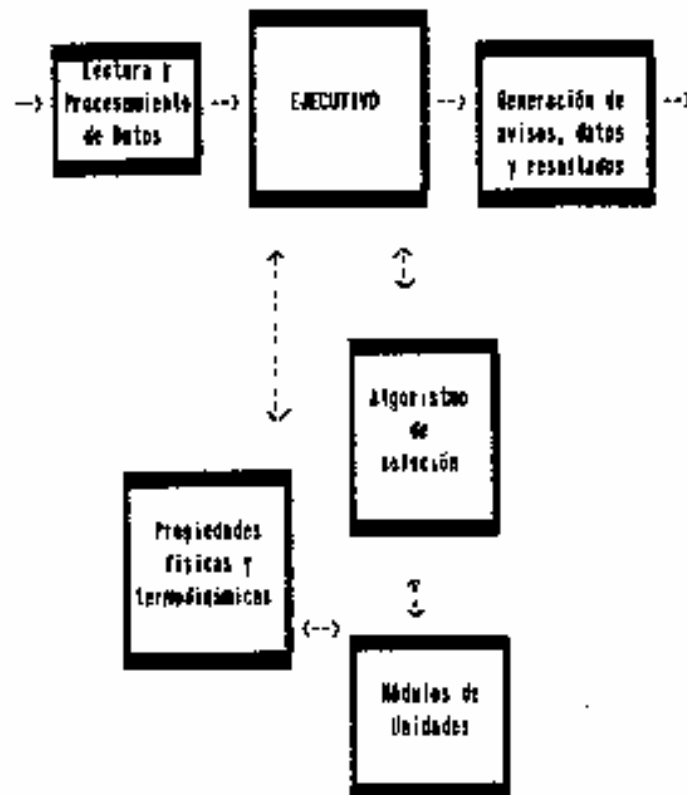 Lectura y
Procesamiento
de Datos
EJECUTIVO
Generación de
avisos, datos
y resultados
Algoritmo
de
solución
Propiedades
físicas y
termodinámicas
Módulos de
Unidades